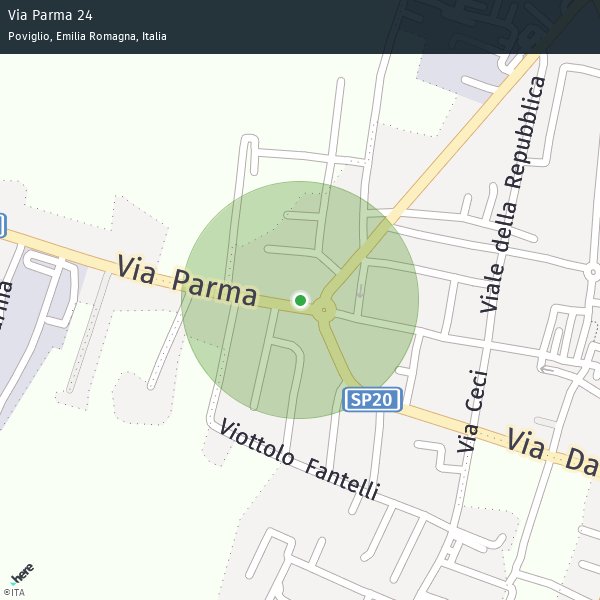 Via Parma 24
Poviglio, Emilia Romagna, Italia
Viale della Repubblica
Via Parma
SP20
Via Ceci
Via Da
Viottolo Fantelli
here
©ITA